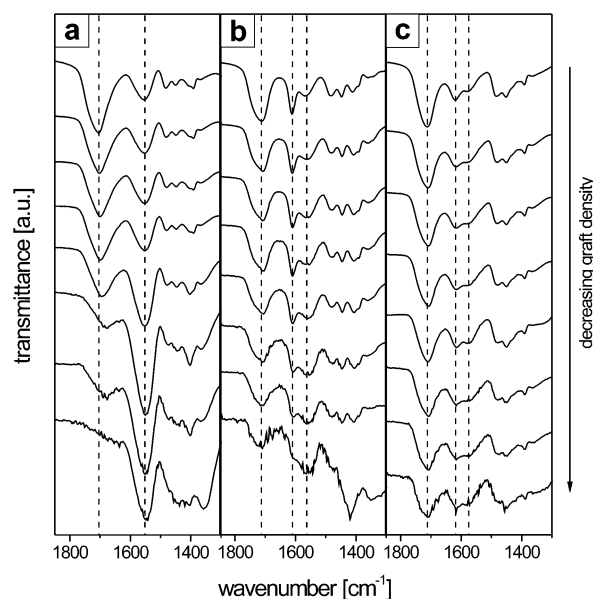 a
b
c
transmittance [a.u.]
decreasing graft density
1800 1600 1400 1800 1600 1400 1800 1600 1400
wavenumber [cm⁻¹]